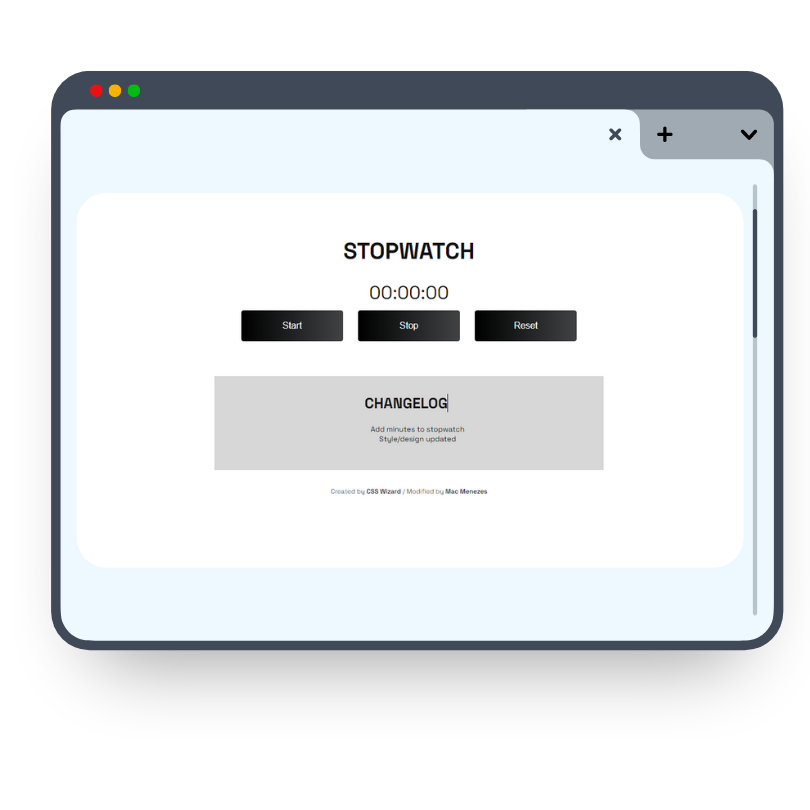 STOPWATCH
00:00:00
Start Stop Reset
CHANGELOG
Add minutes to stopwatch
Style/design updated
Created by CSS Wizard / Modified by Mac Menezes